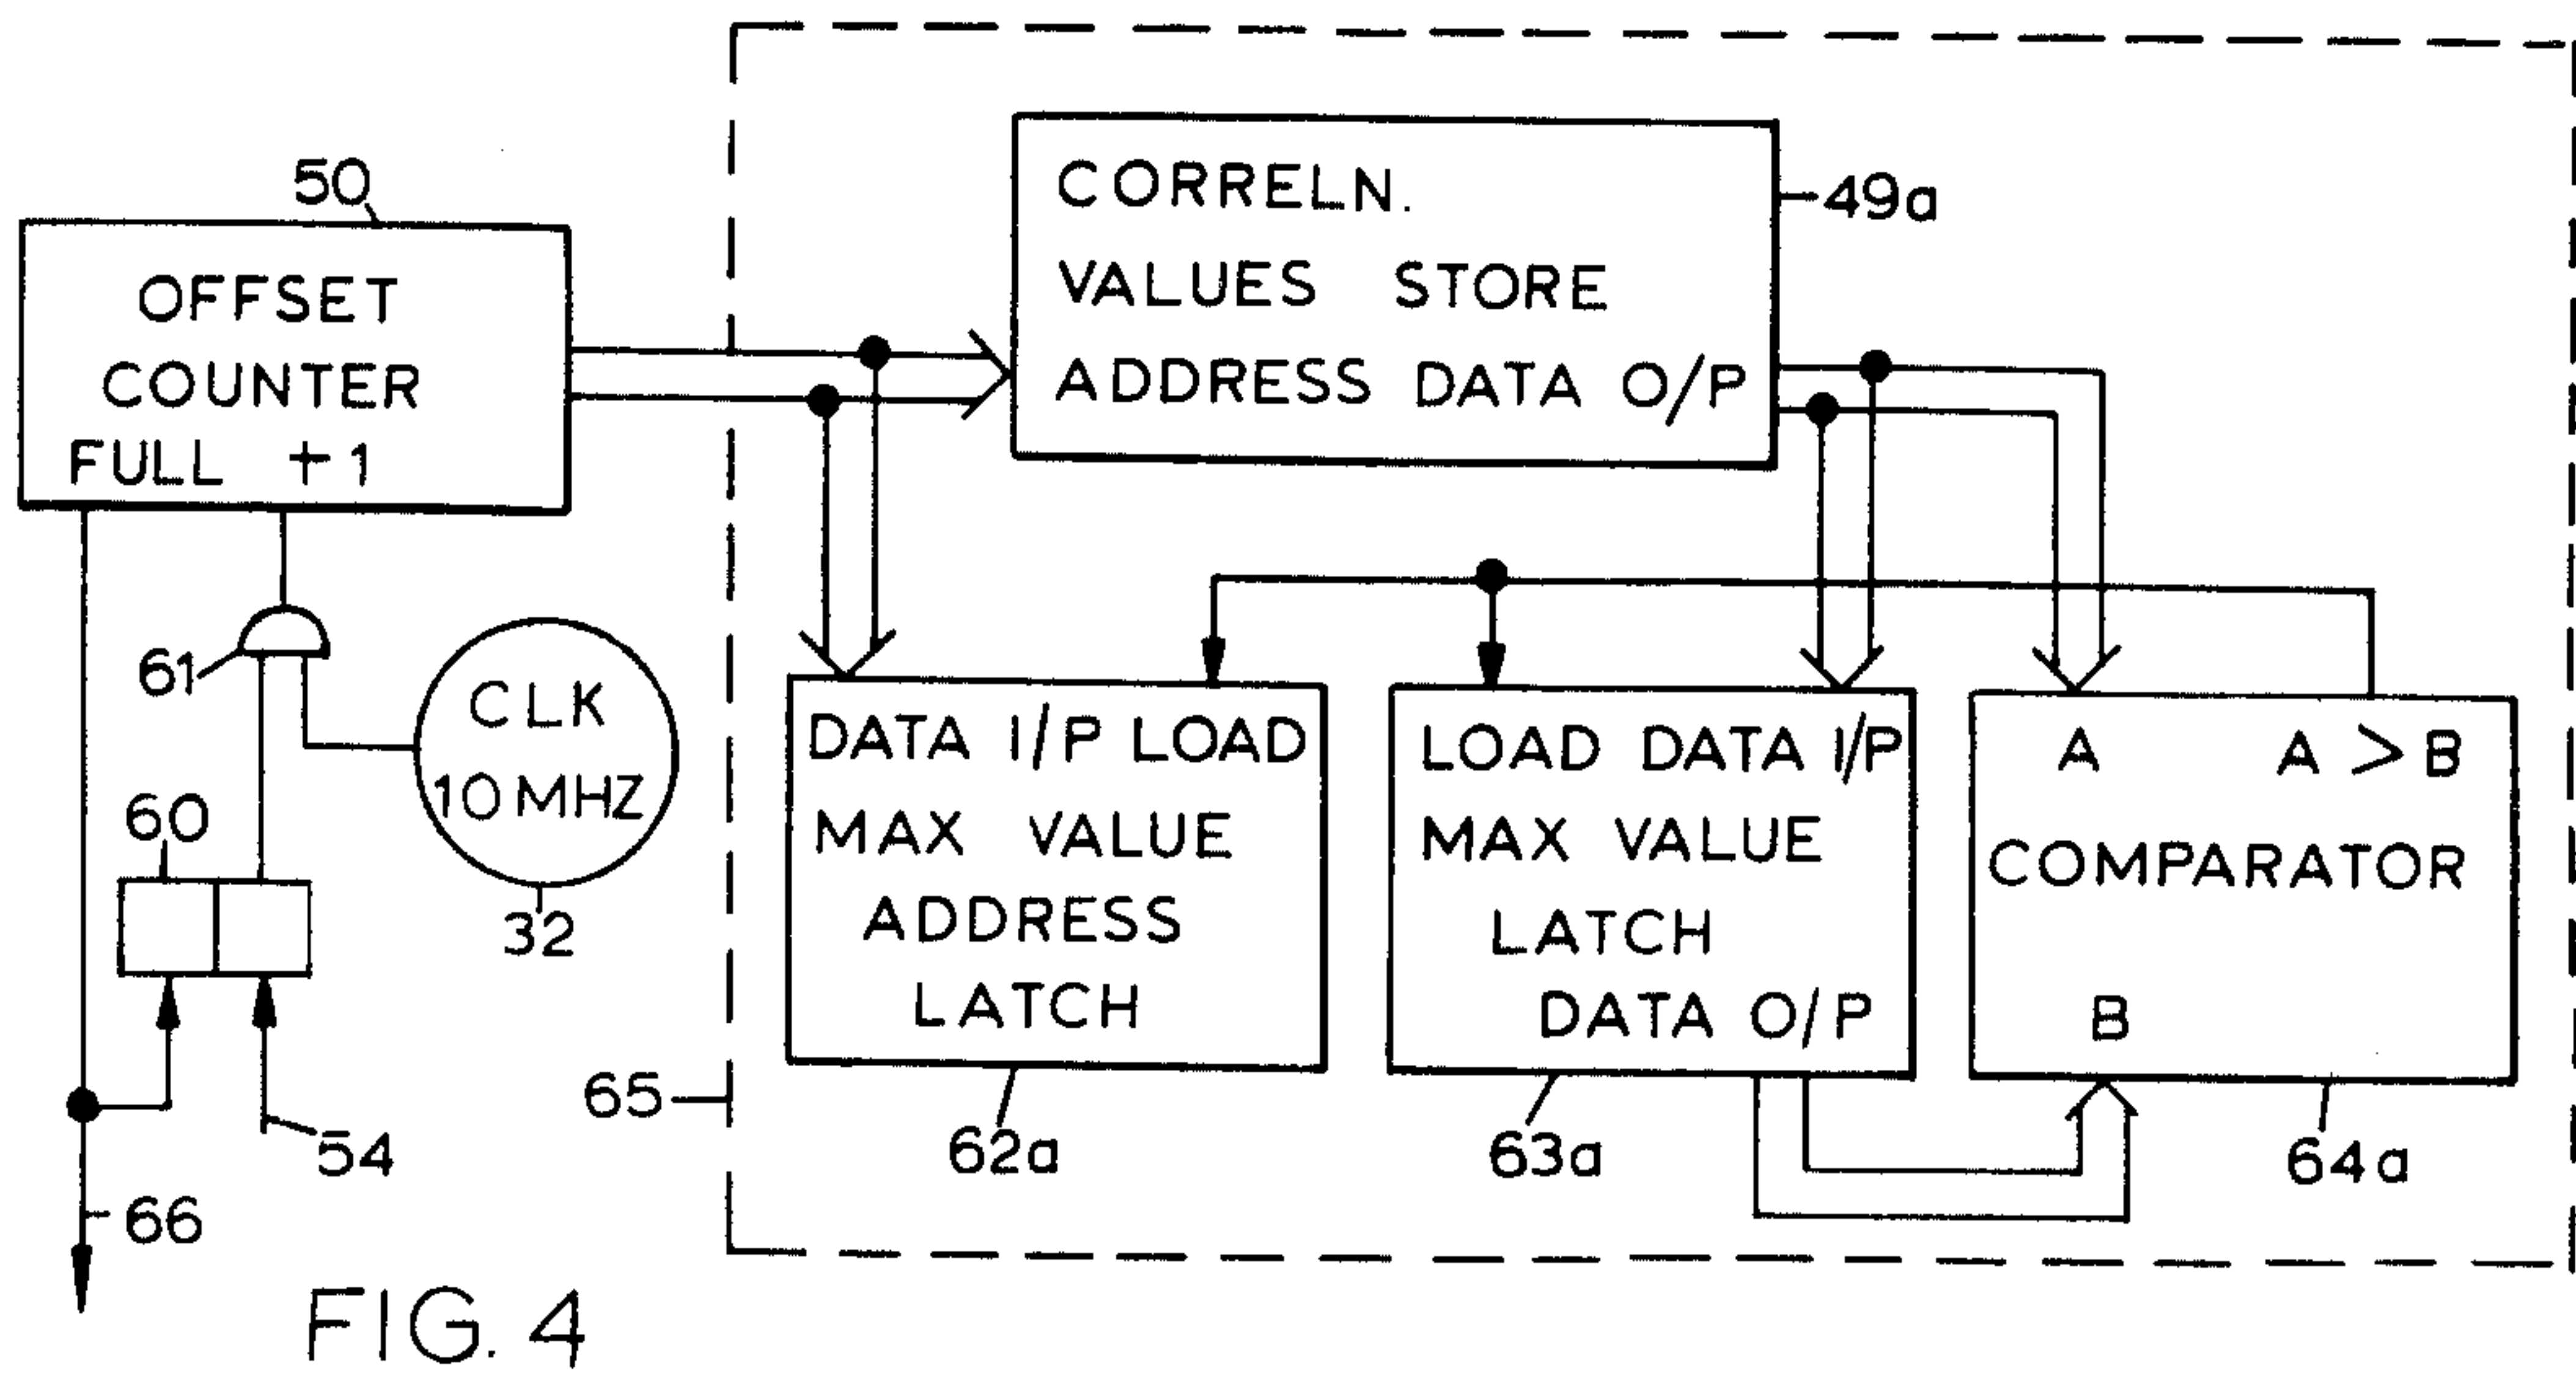 50
OFFSET
COUNTER
FULL +1
CORRELN.
VALUES STORE
ADDRESS DATA O/P
49a
61
CLK
10 MHZ
32
60
54
66
65
DATA I/P LOAD
MAX VALUE
ADDRESS
LATCH
62a
LOAD DATA I/P
MAX VALUE
LATCH
DATA O/P
63a
A A > B
COMPARATOR
B
64a
FIG. 4